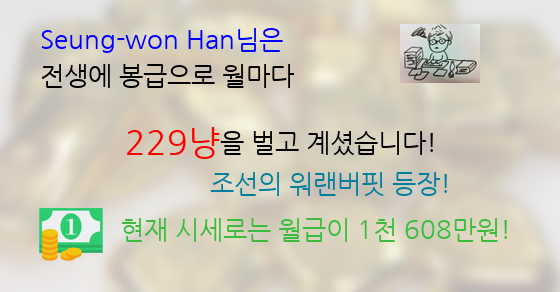 Seung-won Han님은
전생에 봉급으로 월마다
229냥을 벌고 계셨습니다!
조선의 워랜버핏 등장!
1
현재 시세로는 월급이 1천 608만원!